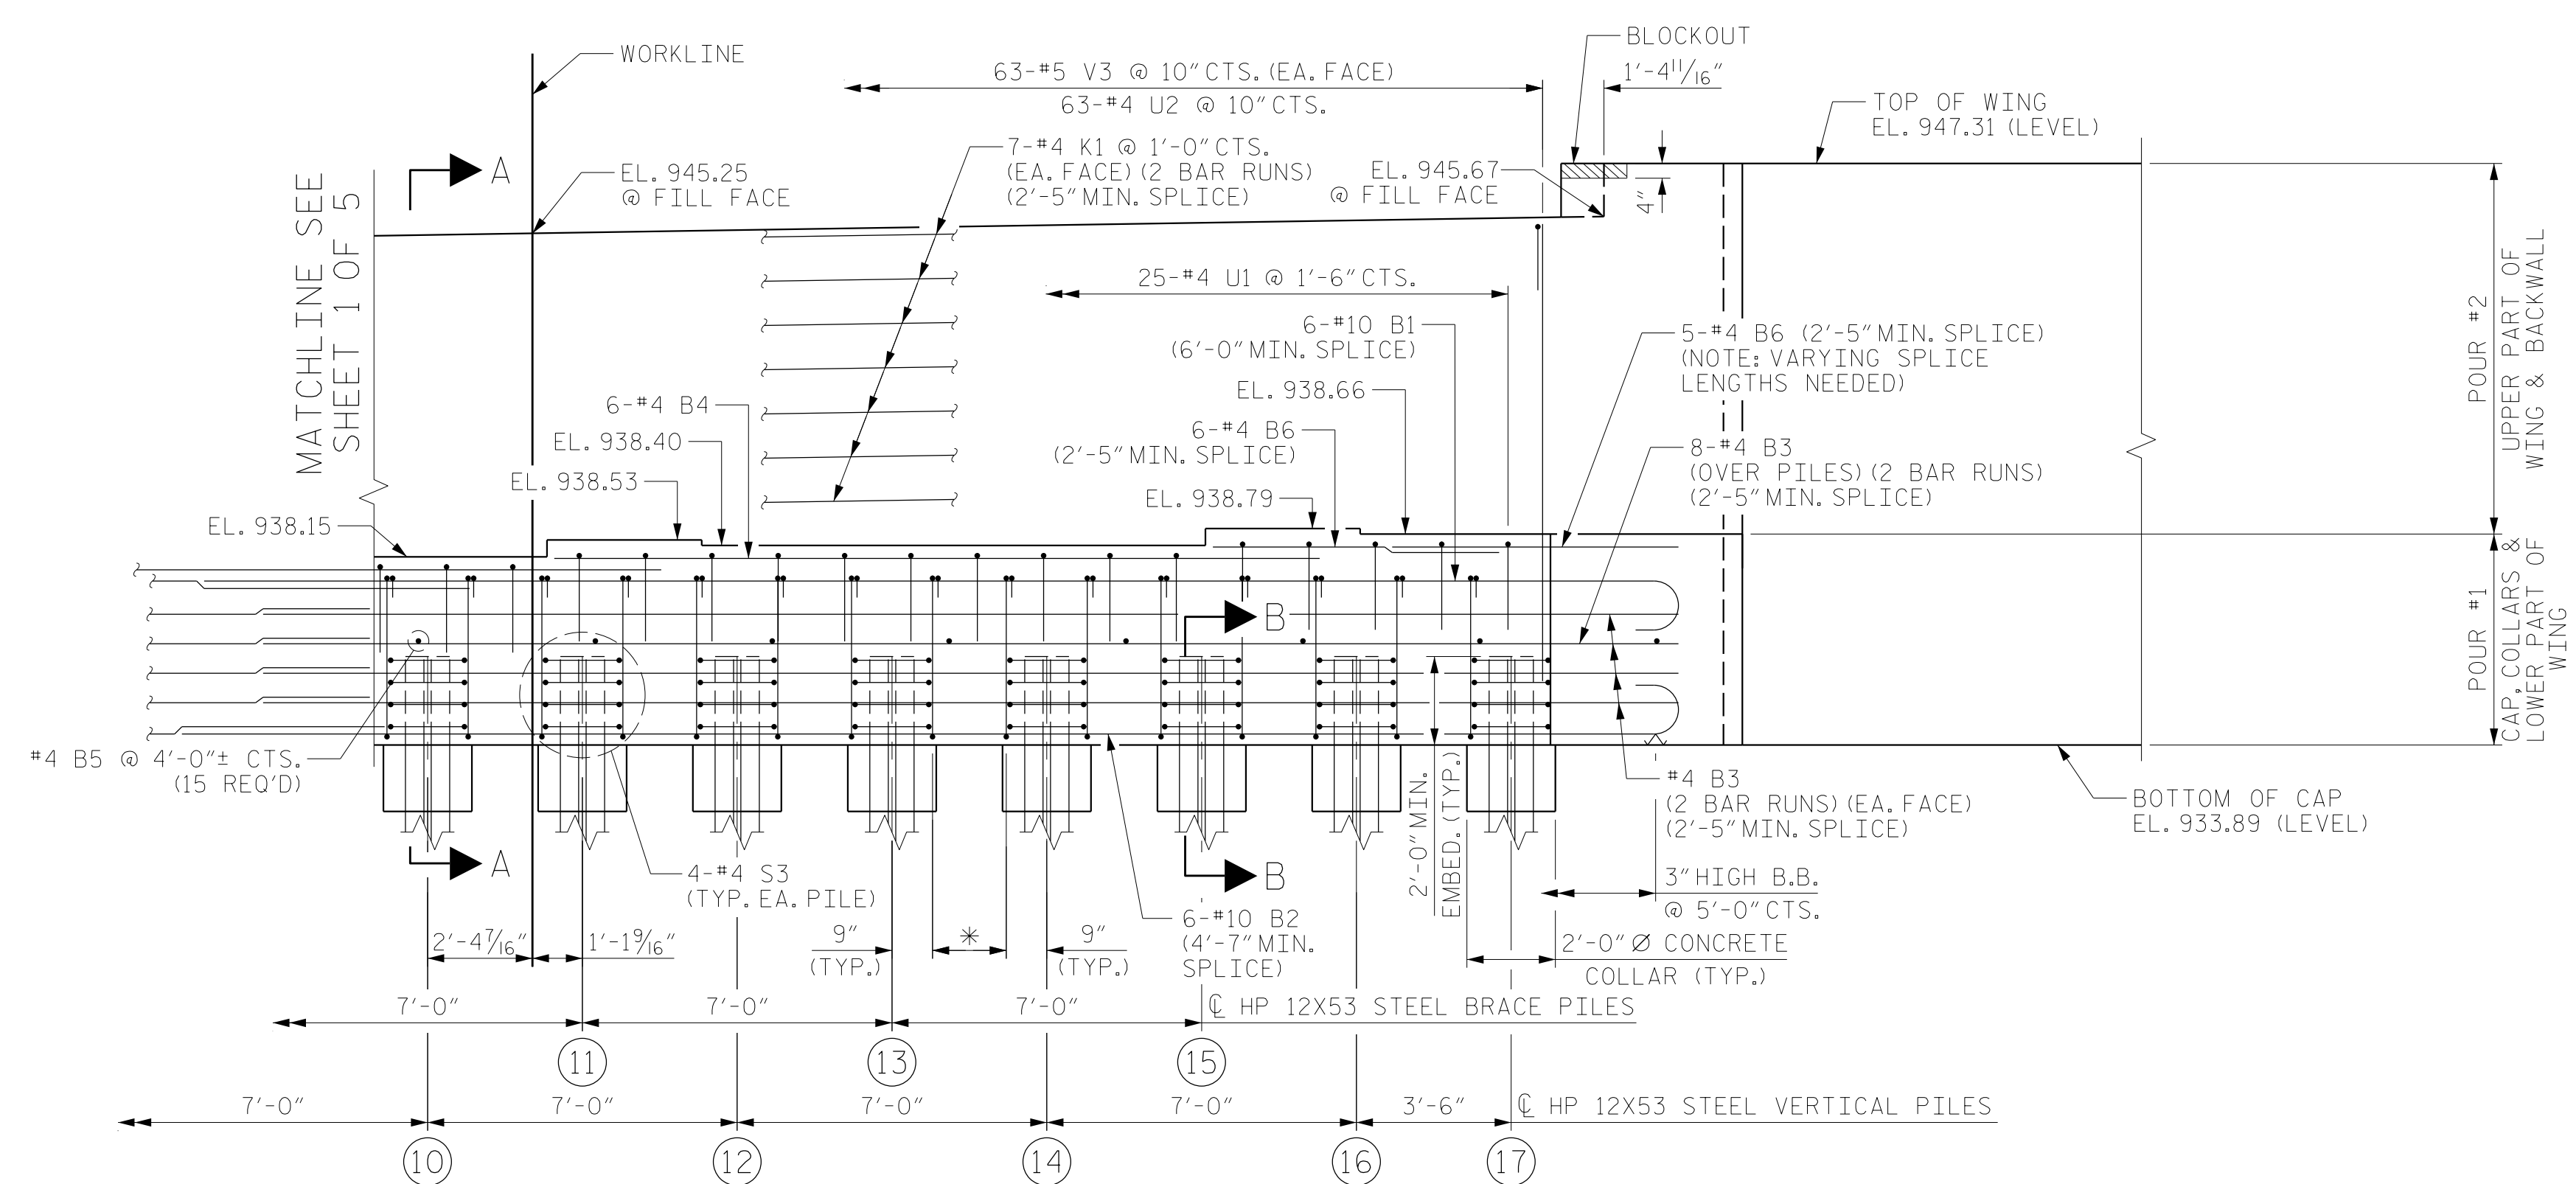 WORKLINE
BLOCKOUT
63-#5 V3 @ 10"CTS. (EA. FACE)
63-#4 U2 @ 10"CTS.
1'-4 11/16"
TOP OF WING
EL. 947.31 (LEVEL)
MATCHLINE SEE
SHEET 1 OF 5
A
EL. 945.25
@ FILL FACE
7-#4 K1 @ 1'-0"CTS.
(EA. FACE) (2 BAR RUNS)
(2'-5"MIN. SPLICE)
EL. 945.67
@ FILL FACE
4"
25-#4 U1 @ 1'-6"CTS.
6-#10 B1
(6'-0"MIN. SPLICE)
5-#4 B6 (2'-5"MIN. SPLICE)
(NOTE: VARYING SPLICE
LENGTHS NEEDED)
EL. 938.66
6-#4 B4
EL. 938.40
EL. 938.53
6-#4 B6
(2'-5"MIN. SPLICE)
EL. 938.79
8-#4 B3
(OVER PILES) (2 BAR RUNS)
(2'-5"MIN. SPLICE)
EL. 938.15
POUR #2
UPPER PART OF
WING & BACKWALL
POUR #1
CAP, COLLARS &
LOWER PART OF
WING
B
#4 B5 @ 4'-0"± CTS.
(15 REQ'D)
#4 B3
(2 BAR RUNS) (EA. FACE)
(2'-5"MIN. SPLICE)
BOTTOM OF CAP
EL. 933.89 (LEVEL)
2'-0"MIN.
EMBED. (TYP.)
A
4-#4 S3
(TYP. EA. PILE)
B
3"HIGH B.B.
@ 5'-0"CTS.
6-#10 B2
(4'-7"MIN.
SPLICE)
2'-4 7/16"
1'-1 9/16"
9"
(TYP.)
*
9"
(TYP.)
2'-0"Ø CONCRETE
COLLAR (TYP.)
7'-0"
7'-0"
7'-0"
℄ HP 12X53 STEEL BRACE PILES
11
13
15
7'-0"
7'-0"
7'-0"
7'-0"
3'-6"
℄ HP 12X53 STEEL VERTICAL PILES
10
12
14
16
17